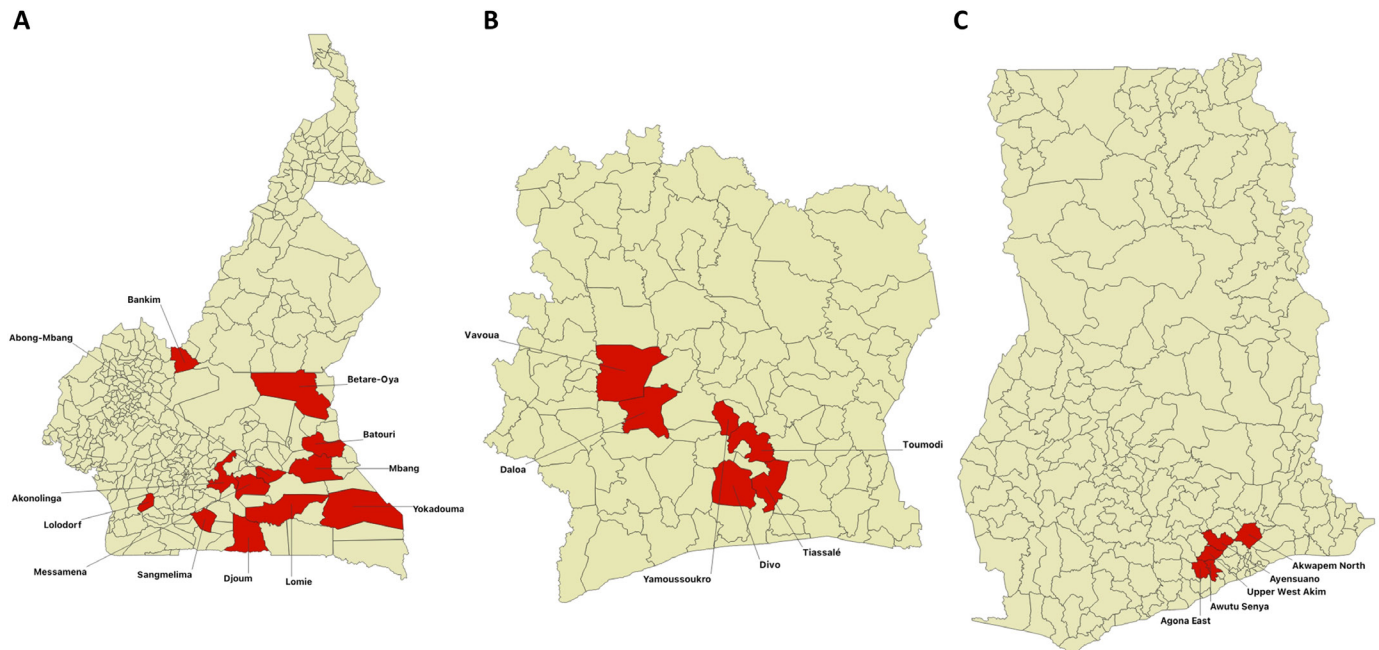 A
B
C
Bankim
Abong-Mbang
Betare-Oya
Batouri
Mbang
Akonolinga
Yokadouma
Lolodorf
Messamena
Sangmelima
Djoum
Lomie
Vavoua
Toumodi
Daloa
Tiassalé
Divo
Yamoussoukro
Akwapem North
Ayensuano
Upper West Akim
Awutu Senya
Agona East